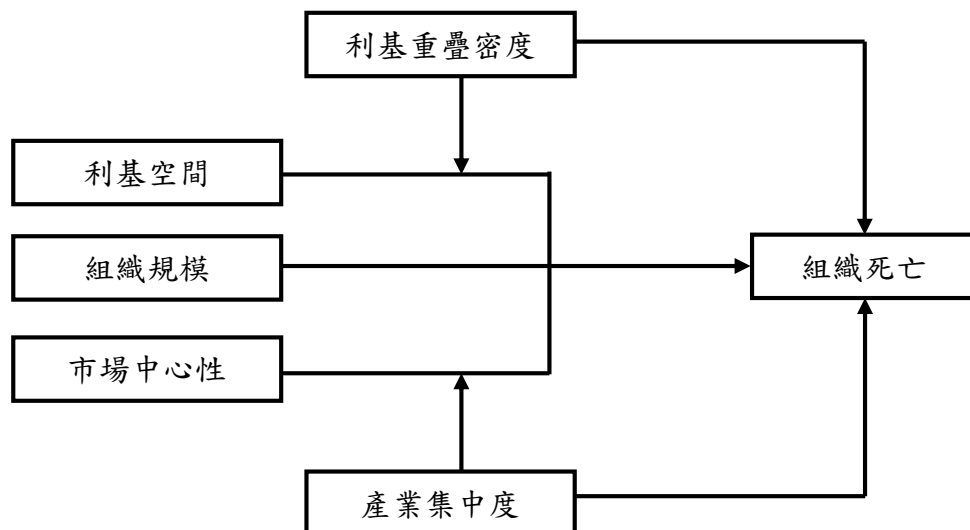 利基重疊密度
利基空間
組織規模
組織死亡
市場中心性
產業集中度